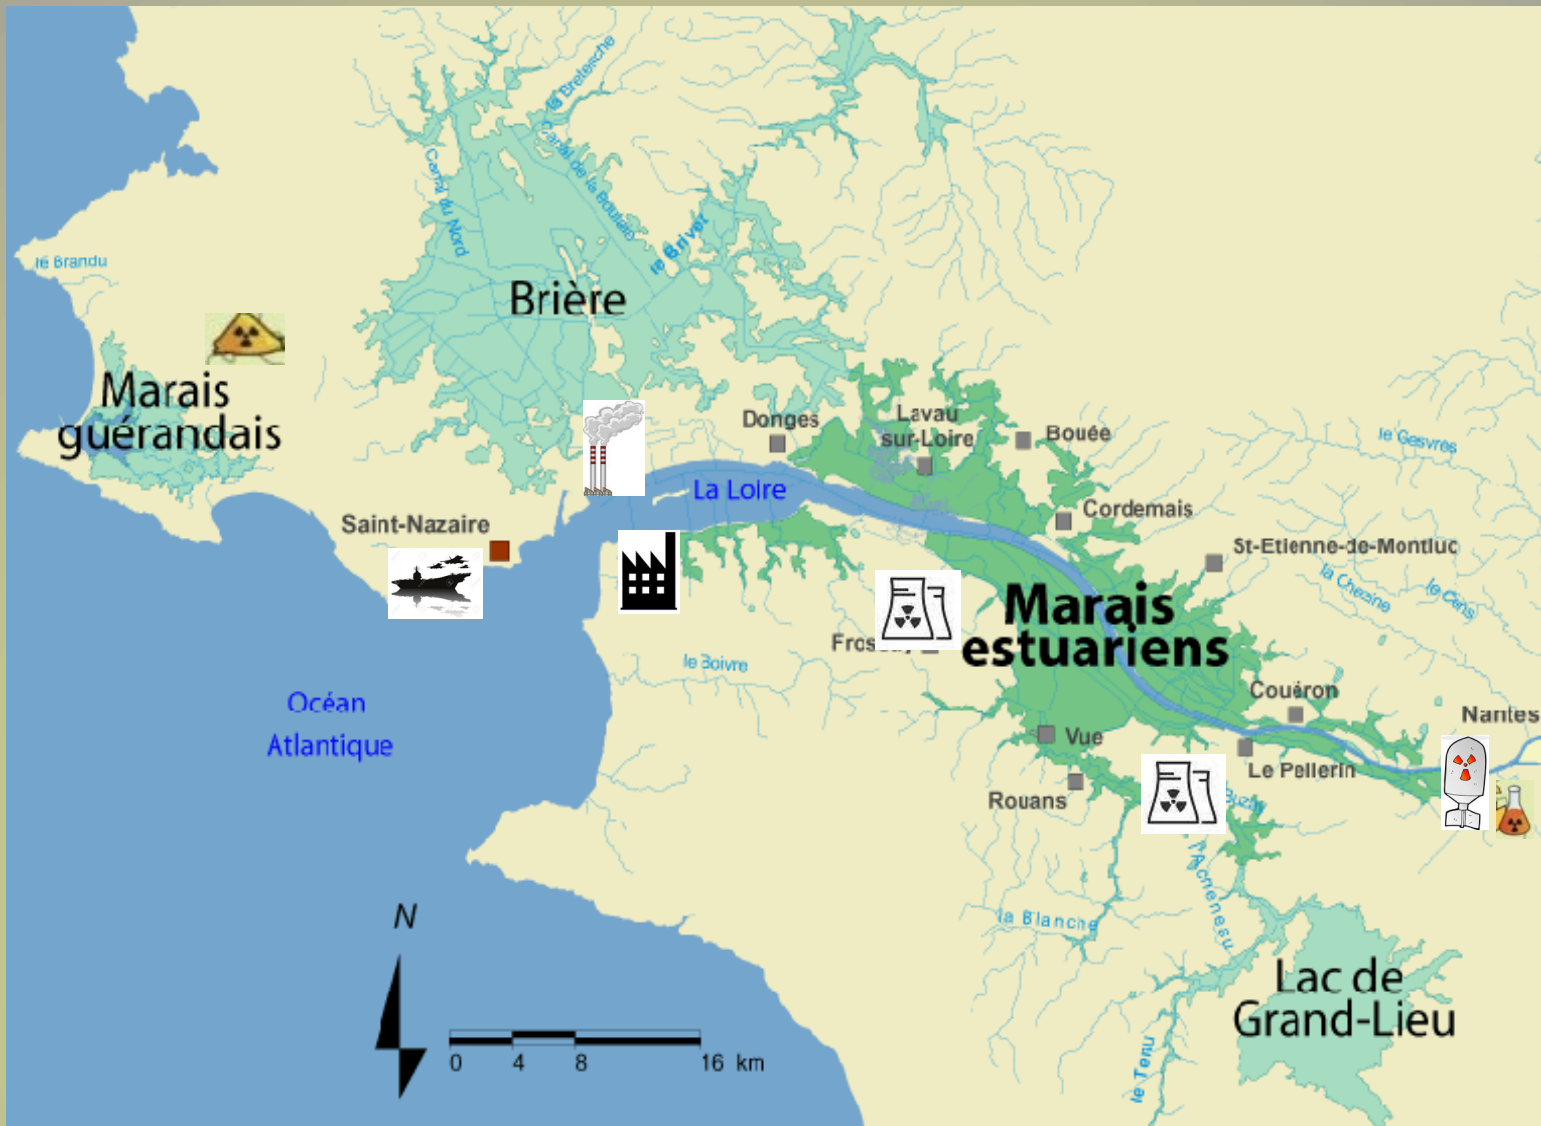 la Bretesche
Canal du Nord
Canal de la Boulaie
le Brivet
le Brandu
Brière
Marais
guérandais
Donges
Lavau
sur-Loire
Bouée
le Gesvres
La Loire
Cordemais
Saint-Nazaire
St-Etienne-de-Montluc
la Chézine
le Cens
Marais
estuariens
le Boivre
Océan
Atlantique
Couëron
Nantes
Vue
Le Pellerin
Rouans
l'Acheneau
la Blanche
N
Lac de
Grand-Lieu
0 4 8 16 km
le Tenu